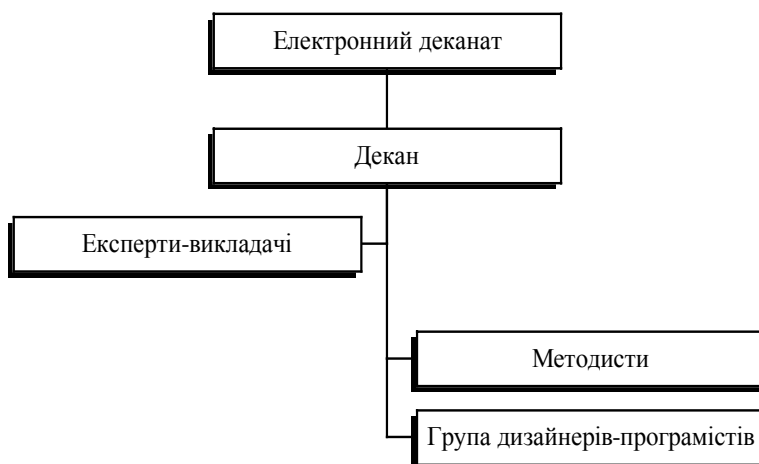 Електронний деканат
Декан
Експерти-викладачі
Методисти
Група дизайнерів-програмістів